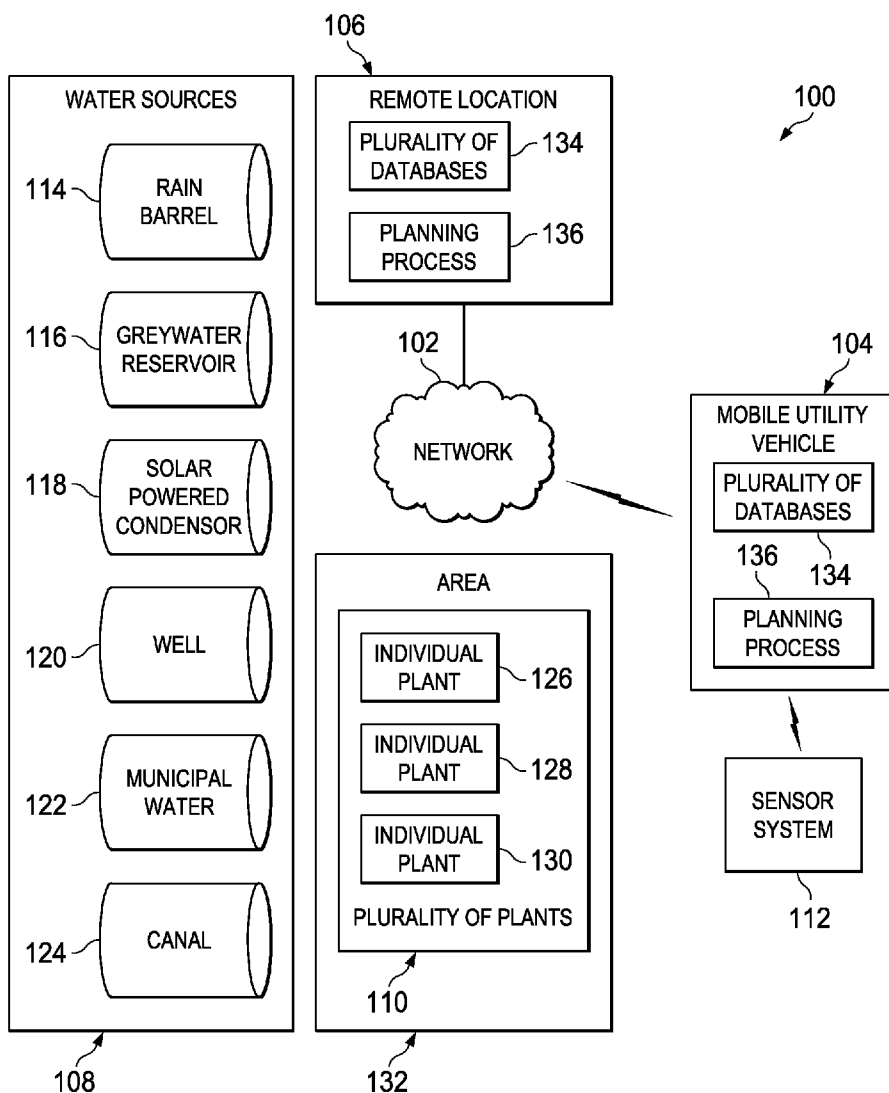 100
106
REMOTE LOCATION
PLURALITY OF
DATABASES
134
PLANNING
PROCESS
136
WATER SOURCES
114
RAIN
BARREL
116
GREYWATER
RESERVOIR
118
SOLAR
POWERED
CONDENSOR
120
WELL
122
MUNICIPAL
WATER
124
CANAL
108
102
NETWORK
104
MOBILE UTILITY
VEHICLE
PLURALITY OF
DATABASES
134
136
PLANNING
PROCESS
SENSOR
SYSTEM
112
AREA
INDIVIDUAL
PLANT
126
INDIVIDUAL
PLANT
128
INDIVIDUAL
PLANT
130
PLURALITY OF PLANTS
110
132